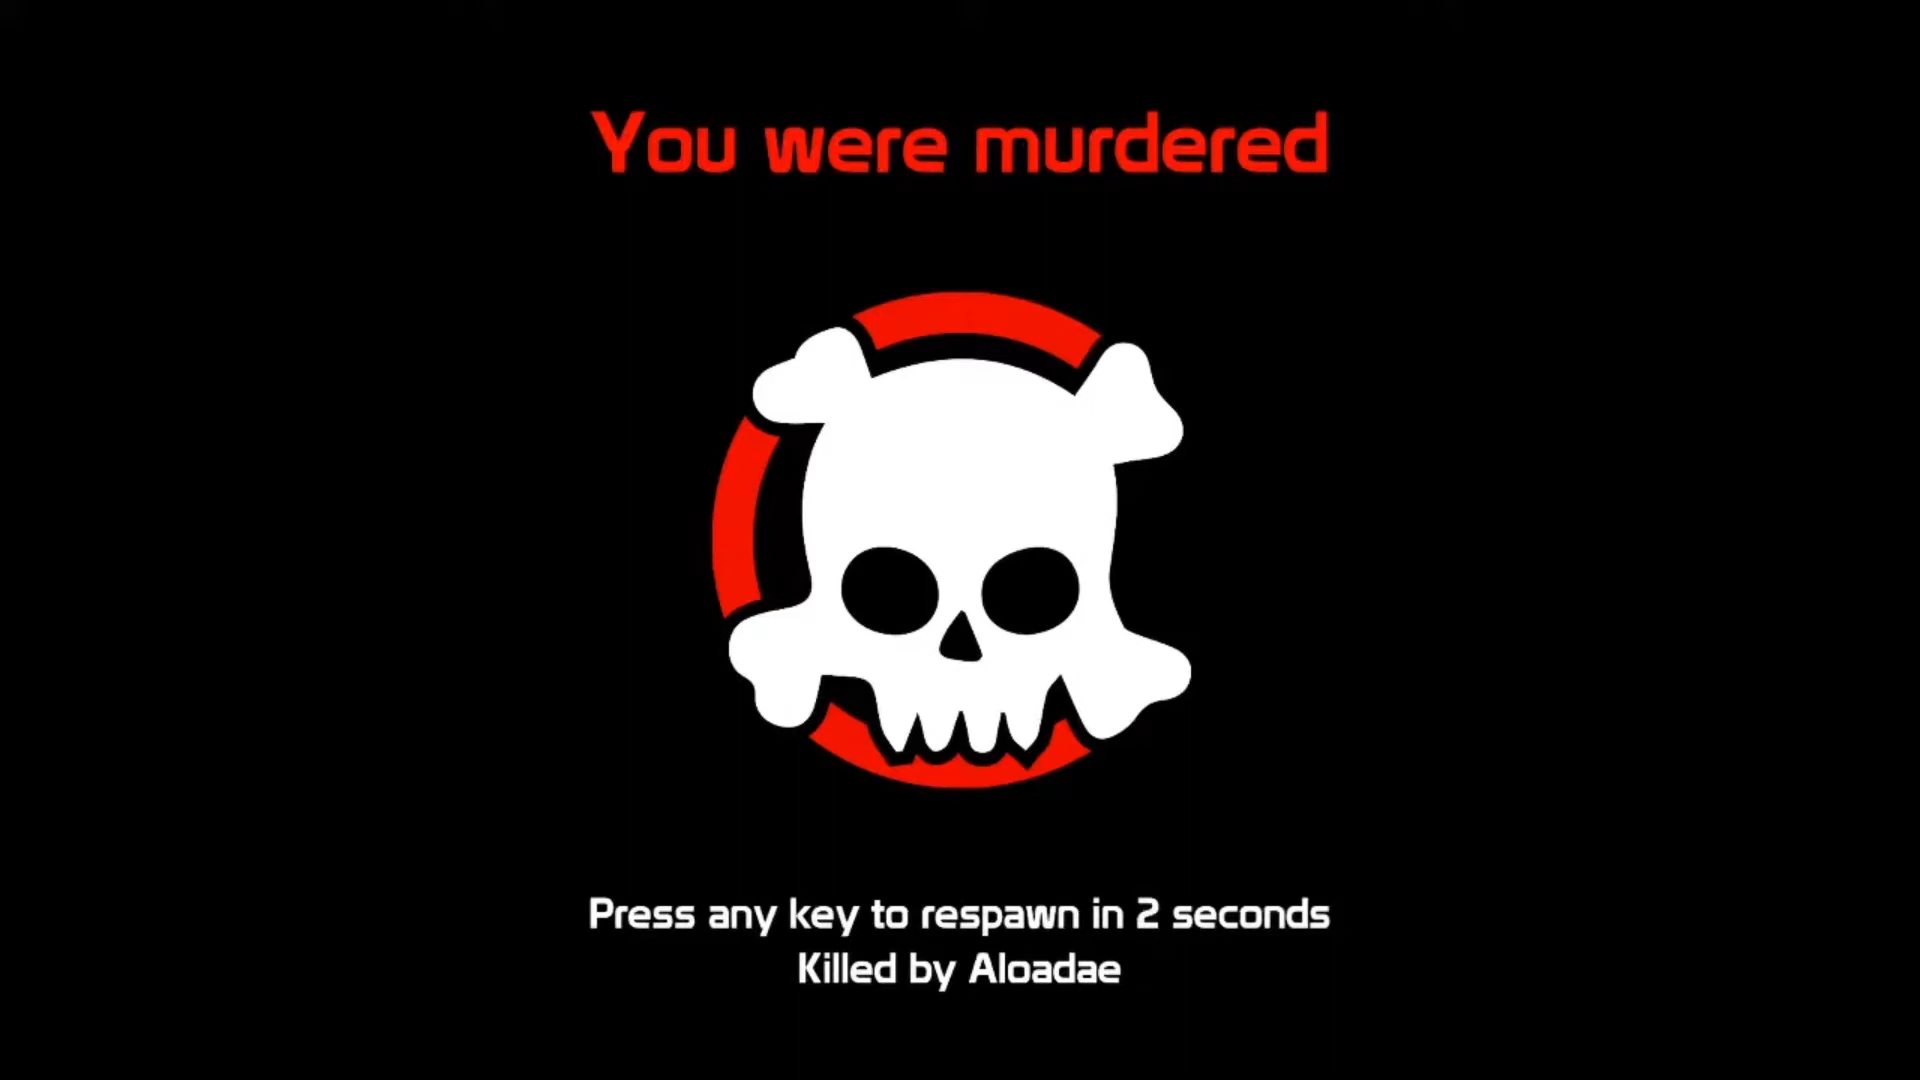 You were murdered
Press any key to respawn in 2 seconds
Killed by Aloadae